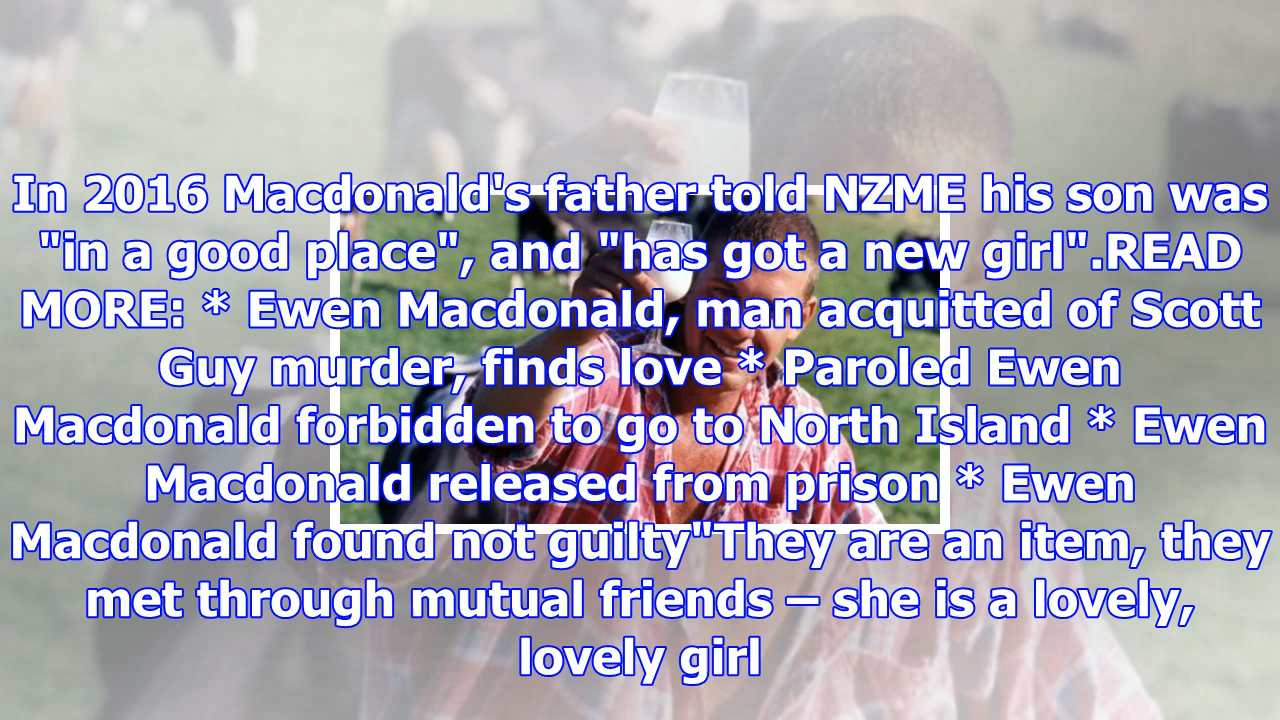 In 2016 Macdonald's father told NZME his son was
"in a good place", and "has got a new girl".READ
MORE: * Ewen Macdonald, man acquitted of Scott
Guy murder, finds love * Paroled Ewen
Macdonald forbidden to go to North Island * Ewen
Macdonald released from prison * Ewen
Macdonald found not guilty"They are an item, they
met through mutual friends – she is a lovely,
lovely girl